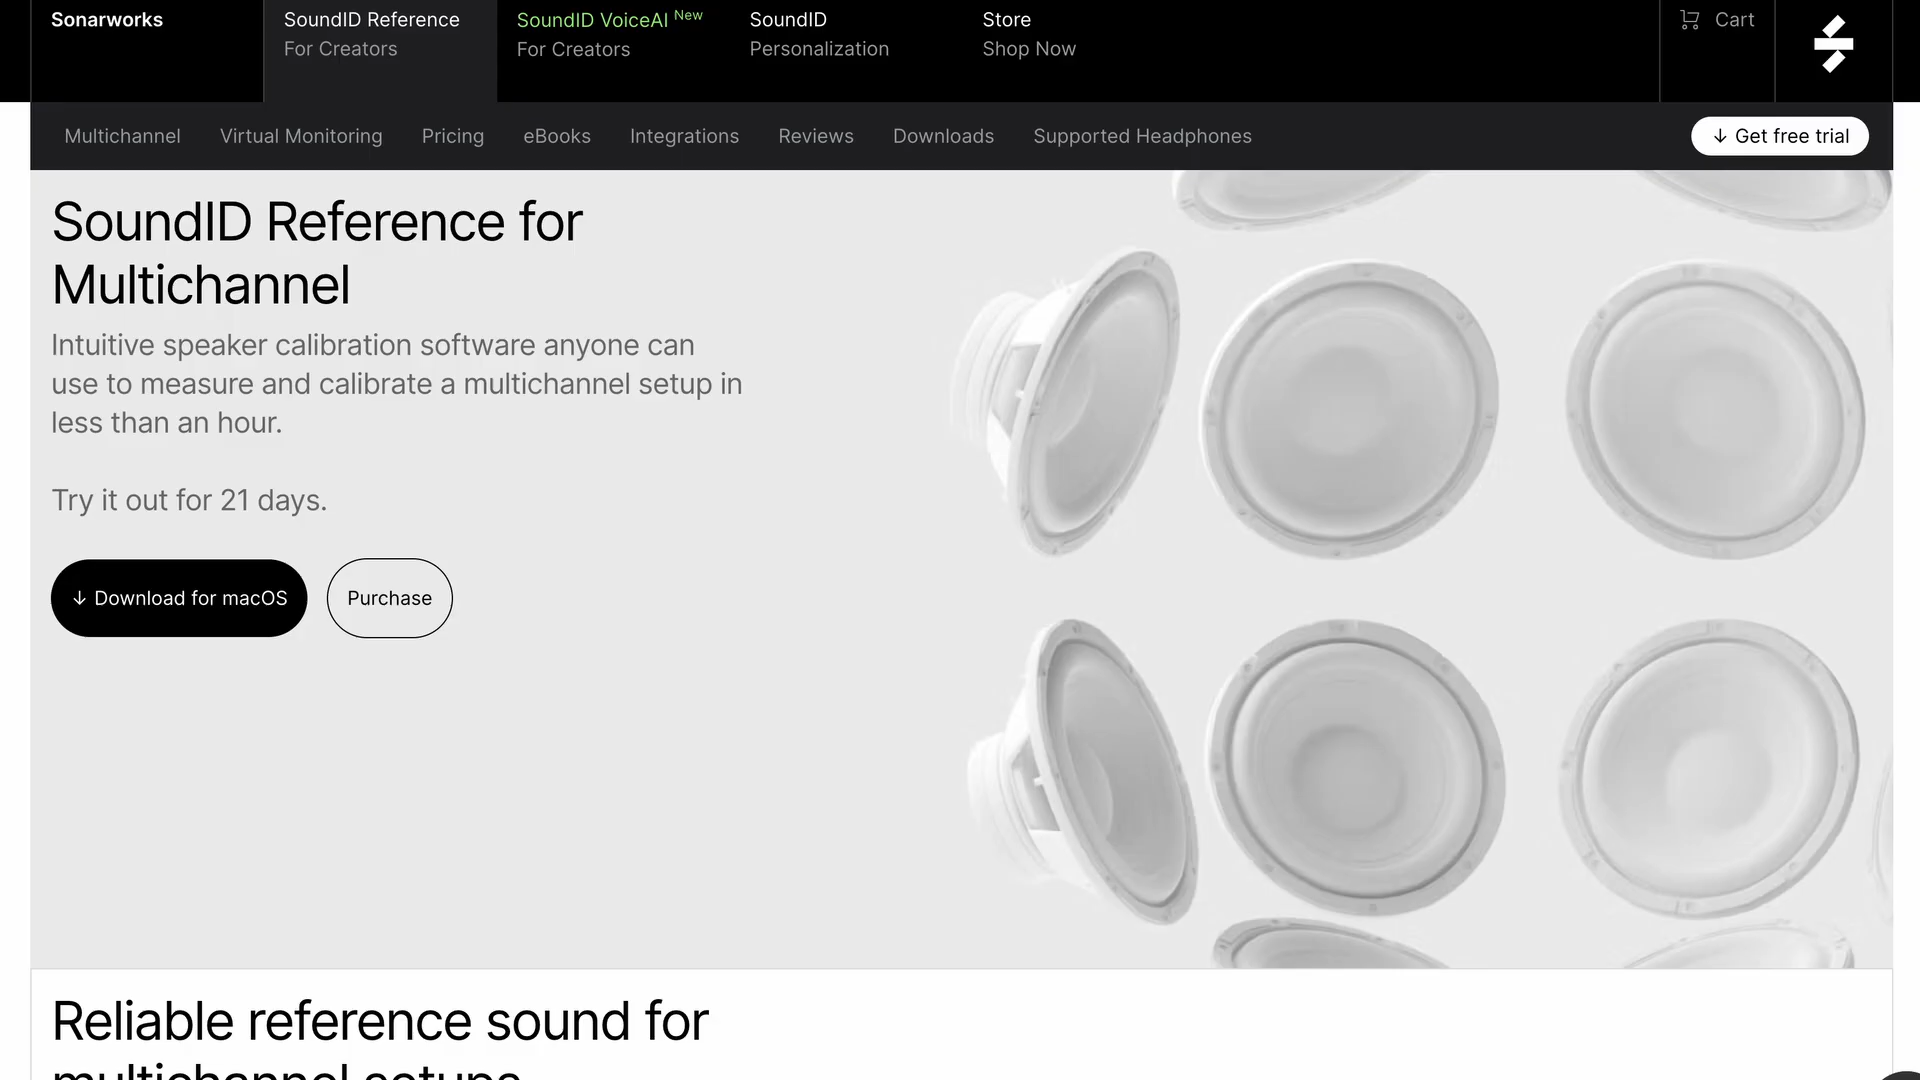 Sonarworks
SoundID Reference
For Creators
SoundID VoiceAI New
For Creators
SoundID
Personalization
Store
Shop Now
Cart
Multichannel
Virtual Monitoring
Pricing
eBooks
Integrations
Reviews
Downloads
Supported Headphones
↓ Get free trial
SoundID Reference for
Multichannel
Intuitive speaker calibration software anyone can
use to measure and calibrate a multichannel setup in
less than an hour.
Try it out for 21 days.
↓ Download for macOS
Purchase
Reliable reference sound for
multichannel setups